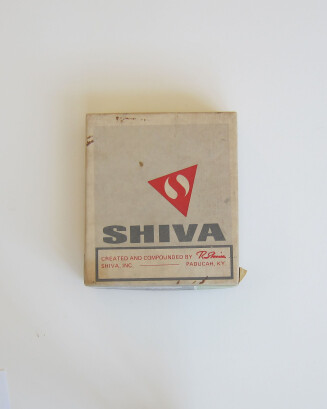 SHIVA
CREATED AND COMPOUNDED BY
SHIVA, INC. PADUCAH, KY.